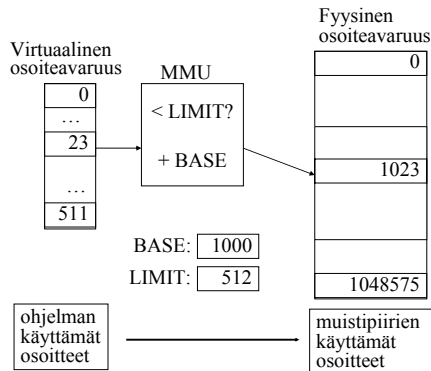 Virtuaalinen
osoiteavaruus
0
…
23
…
511
MMU
< LIMIT?
+ BASE
BASE: 1000
LIMIT: 512
Fyysinen
osoiteavaruus
0
1023
1048575
ohjelman
käyttämät
osoitteet
muistipiirien
käyttämät
osoitteet